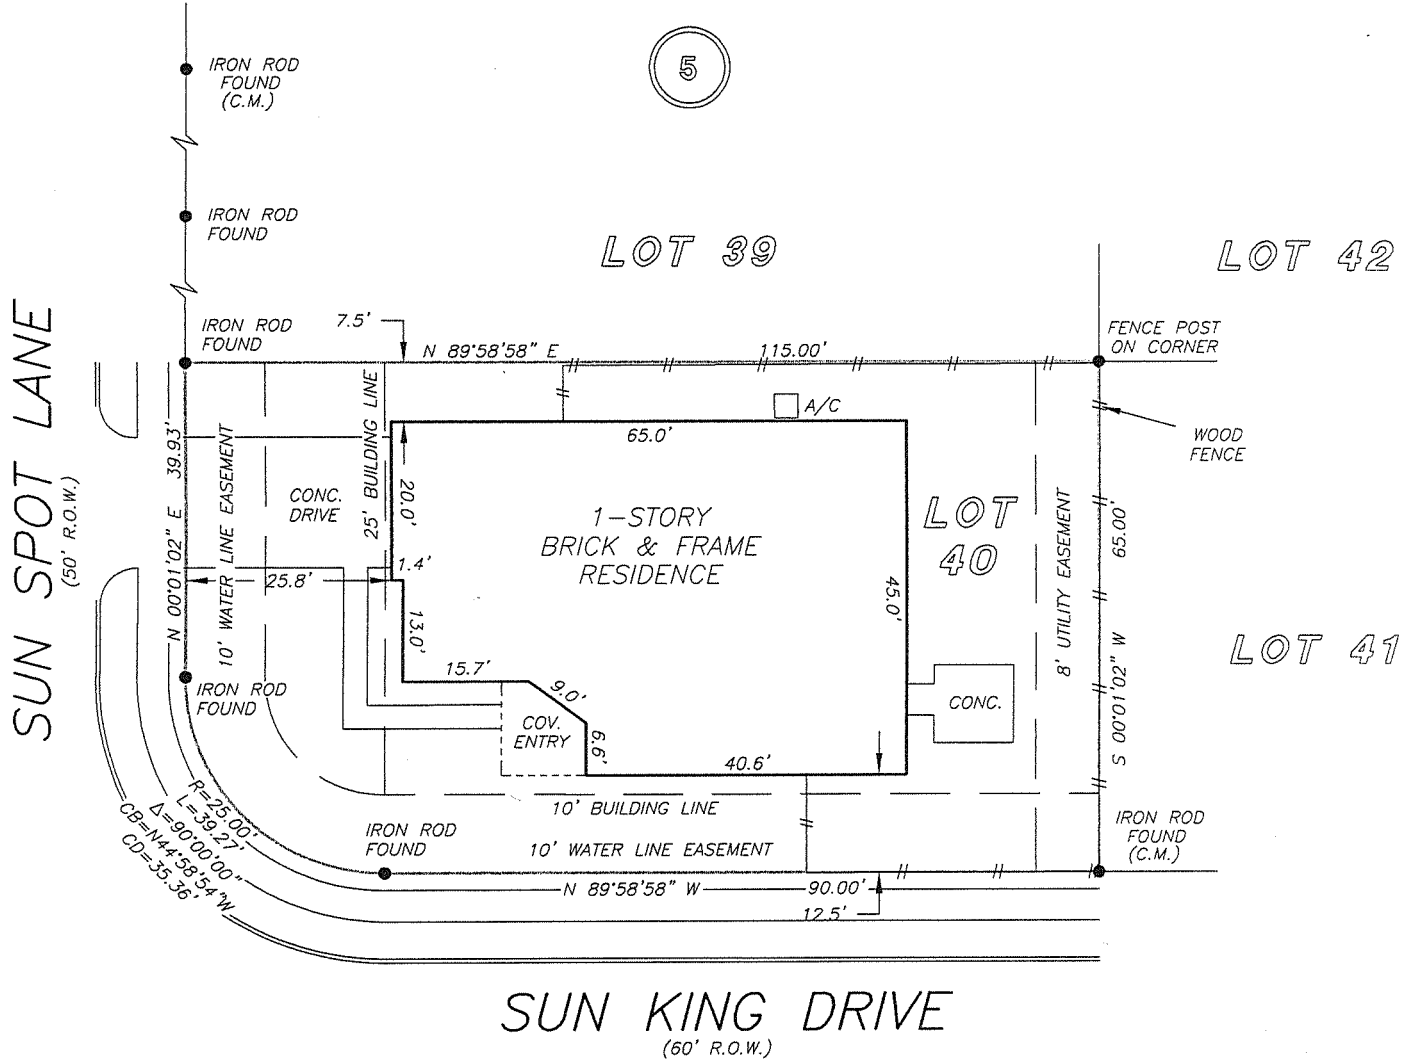 5
IRON ROD
FOUND
(C.M.)
IRON ROD
FOUND
LOT 39
LOT 42
IRON ROD
FOUND
7.5'
N 89°58'58" E
115.00'
FENCE POST
ON CORNER
A/C
WOOD
FENCE
SUN SPOT LANE
(50' R.O.W.)
N 00°01'02" E 39.93'
10' WATER LINE EASEMENT
25' BUILDING LINE
CONC.
DRIVE
65.0'
20.0'
1-STORY
BRICK & FRAME
RESIDENCE
LOT
40
8' UTILITY EASEMENT
S 00°01'02" W 65.00'
1.4'
25.8'
13.0'
45.0'
LOT 41
15.7'
9.0'
IRON ROD
FOUND
COV.
ENTRY
6.6'
CONC.
40.6'
R=25.00'
L=39.27'
Δ=90°00'00"
CB=N44°58'54"W
CD=35.36'
10' BUILDING LINE
IRON ROD
FOUND
10' WATER LINE EASEMENT
IRON ROD
FOUND
(C.M.)
N 89°58'58" W
90.00'
12.5'
SUN KING DRIVE
(60' R.O.W.)